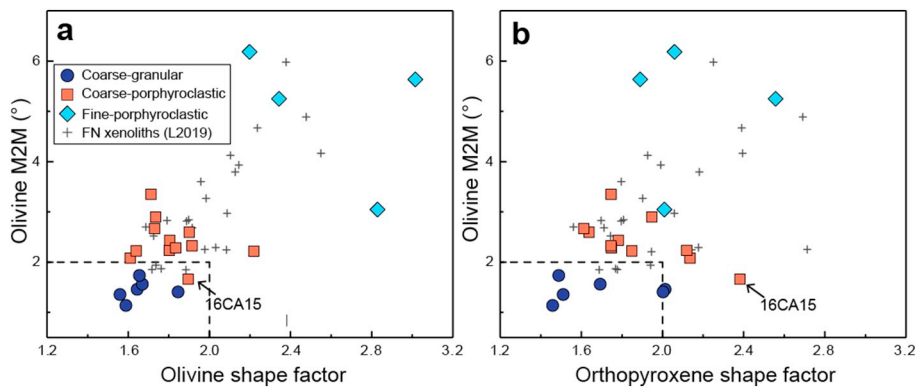 a
b
6
4
2
Olivine M2M (°)
Coarse-granular
Coarse-porphyroclastic
Fine-porphyroclastic
FN xenoliths (L2019)
16CA15
1.2 1.6 2.0 2.4 2.8 3.2
Olivine shape factor
6
4
2
Olivine M2M (°)
16CA15
1.2 1.6 2.0 2.4 2.8 3.2
Orthopyroxene shape factor